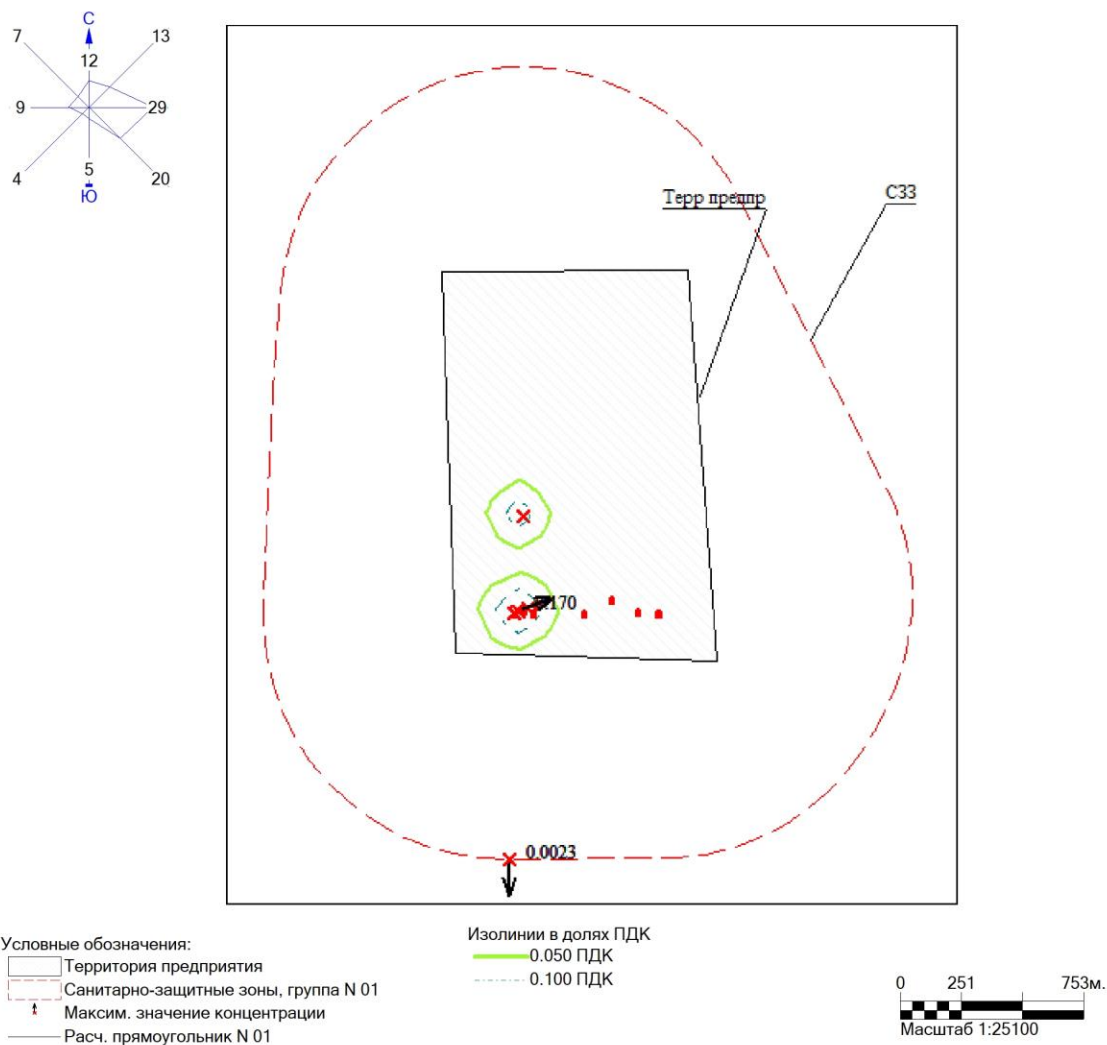 С
7
13
12
9
29
4
5
20
Ю
Терр предпр
СЗЗ
0.0023
Условные обозначения:
Территория предприятия
Санитарно-защитные зоны, группа N 01
Максим. значение концентрации
Расч. прямоугольник N 01
Изолинии в долях ПДК
0.050 ПДК
0.100 ПДК
0 251 753м.
Масштаб 1:25100